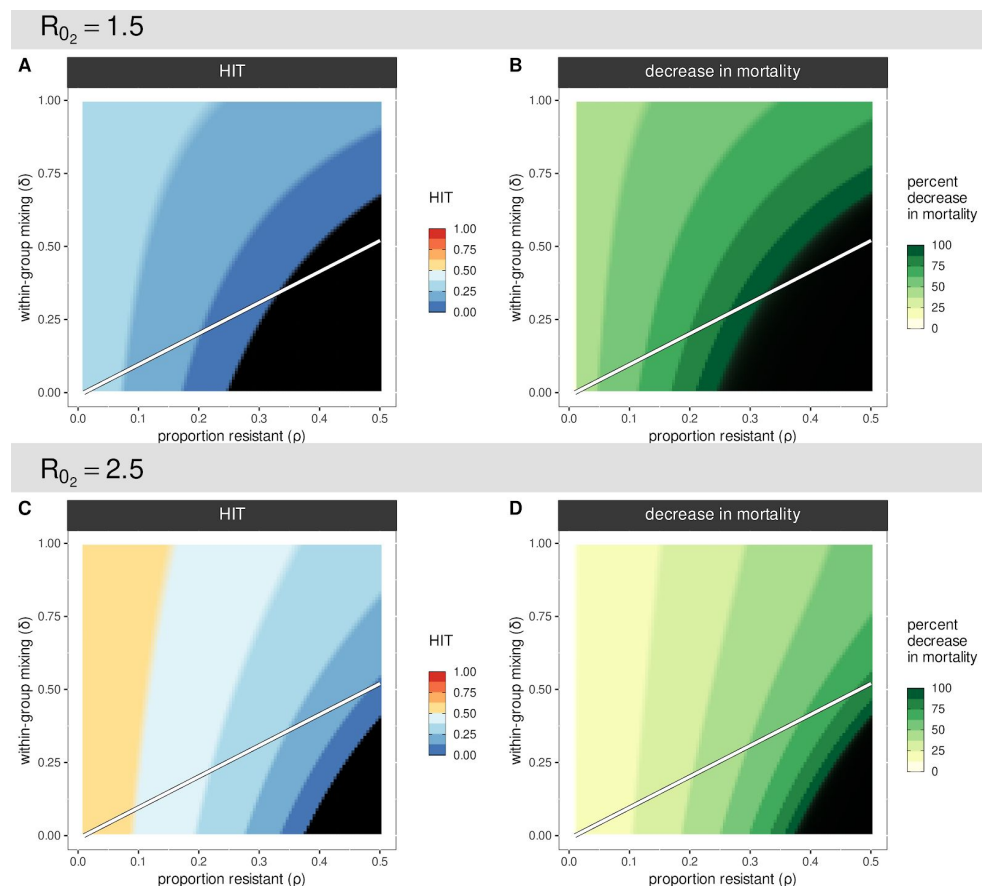 R₀₂ = 1.5
A
HIT
1.00
0.75
0.50
0.25
0.00
within-group mixing (δ)
0.0 0.1 0.2 0.3 0.4 0.5
proportion resistant (ρ)
HIT
1.00
0.75
0.50
0.25
0.00
B
decrease in mortality
1.00
0.75
0.50
0.25
0.00
within-group mixing (δ)
0.0 0.1 0.2 0.3 0.4 0.5
proportion resistant (ρ)
percent
decrease
in mortality
100
75
50
25
0
R₀₂ = 2.5
C
HIT
1.00
0.75
0.50
0.25
0.00
within-group mixing (δ)
0.0 0.1 0.2 0.3 0.4 0.5
proportion resistant (ρ)
HIT
1.00
0.75
0.50
0.25
0.00
D
decrease in mortality
1.00
0.75
0.50
0.25
0.00
within-group mixing (δ)
0.0 0.1 0.2 0.3 0.4 0.5
proportion resistant (ρ)
percent
decrease
in mortality
100
75
50
25
0